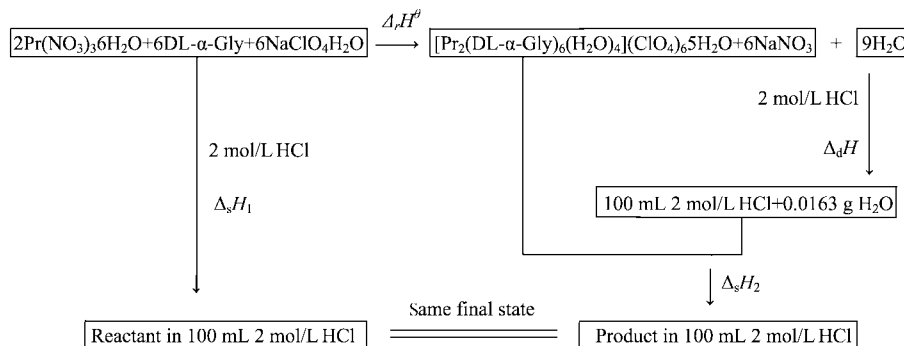 2Pr(NO₃)₃6H₂O+6DL-α-Gly+6NaClO₄H₂O
ΔᵣH^θ
[Pr₂(DL-α-Gly)₆(H₂O)₄](ClO₄)₆5H₂O+6NaNO₃ + 9H₂O
2 mol/L HCl
2 mol/L HCl
Δ_dH
ΔₛH₁
100 mL 2 mol/L HCl+0.0163 g H₂O
ΔₛH₂
Same final state
Reactant in 100 mL 2 mol/L HCl
Product in 100 mL 2 mol/L HCl